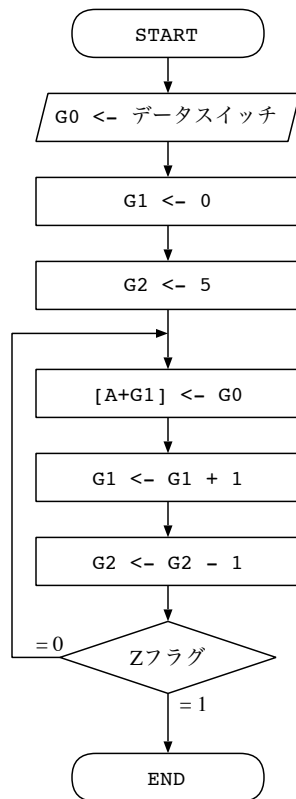 START
G0 <- データスイッチ
G1 <- 0
G2 <- 5
[A+G1] <- G0
G1 <- G1 + 1
G2 <- G2 - 1
= 0
Zフラグ
= 1
END